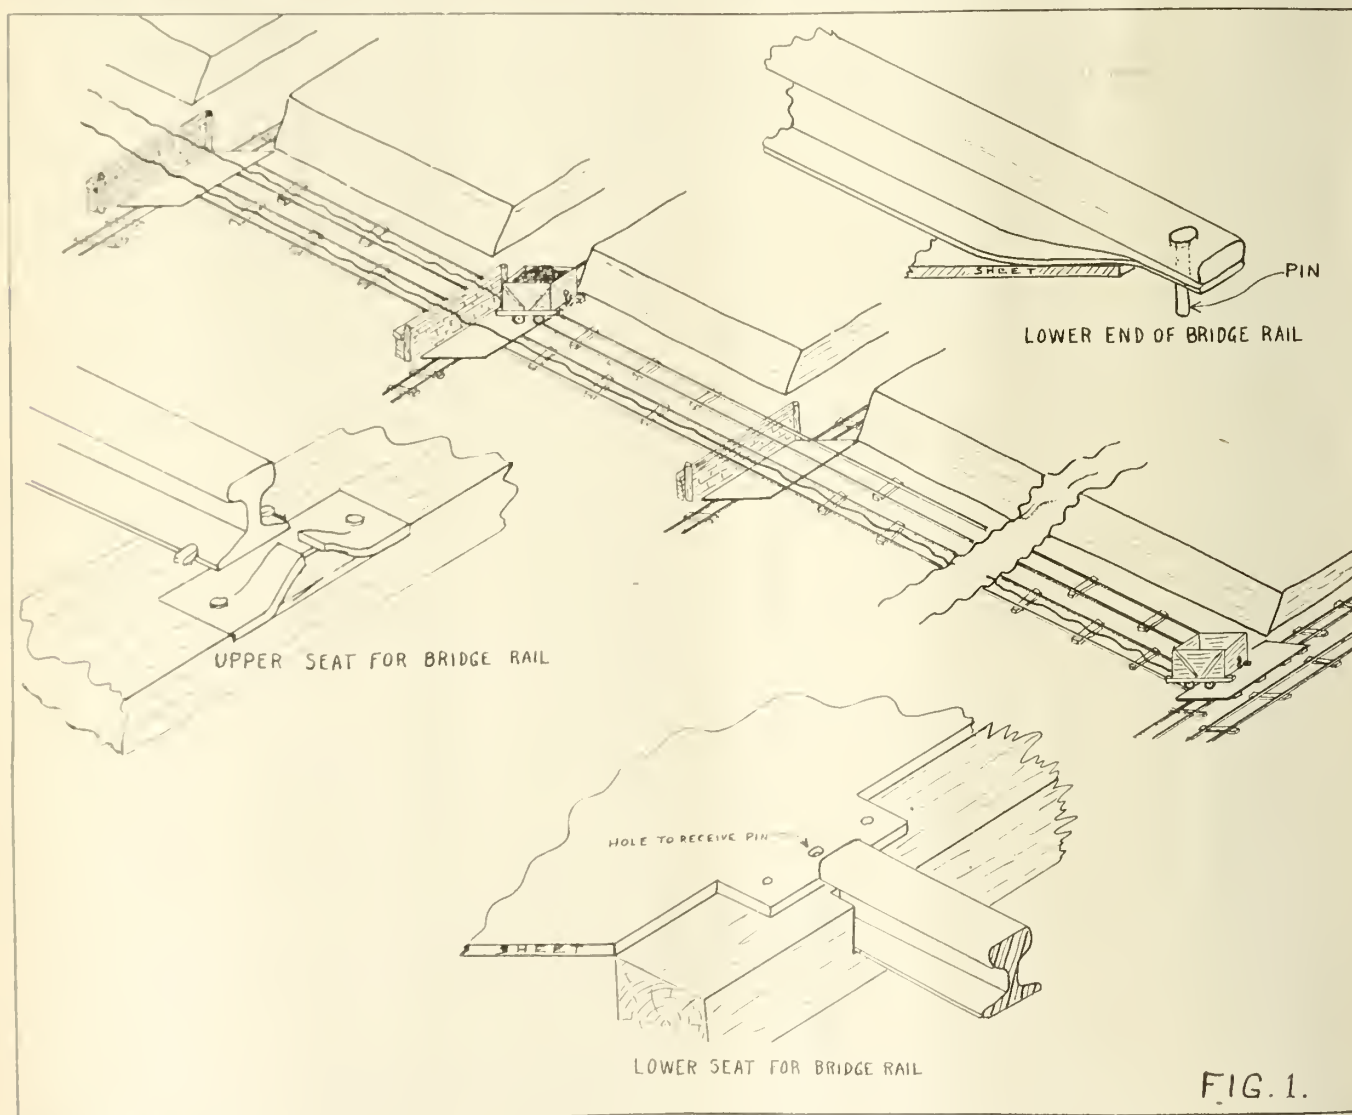 SHEET
PIN
LOWER END OF BRIDGE RAIL
UPPER SEAT FOR BRIDGE RAIL
HOLE TO RECEIVE PIN
SHEET
LOWER SEAT FOR BRIDGE RAIL
FIG. 1.